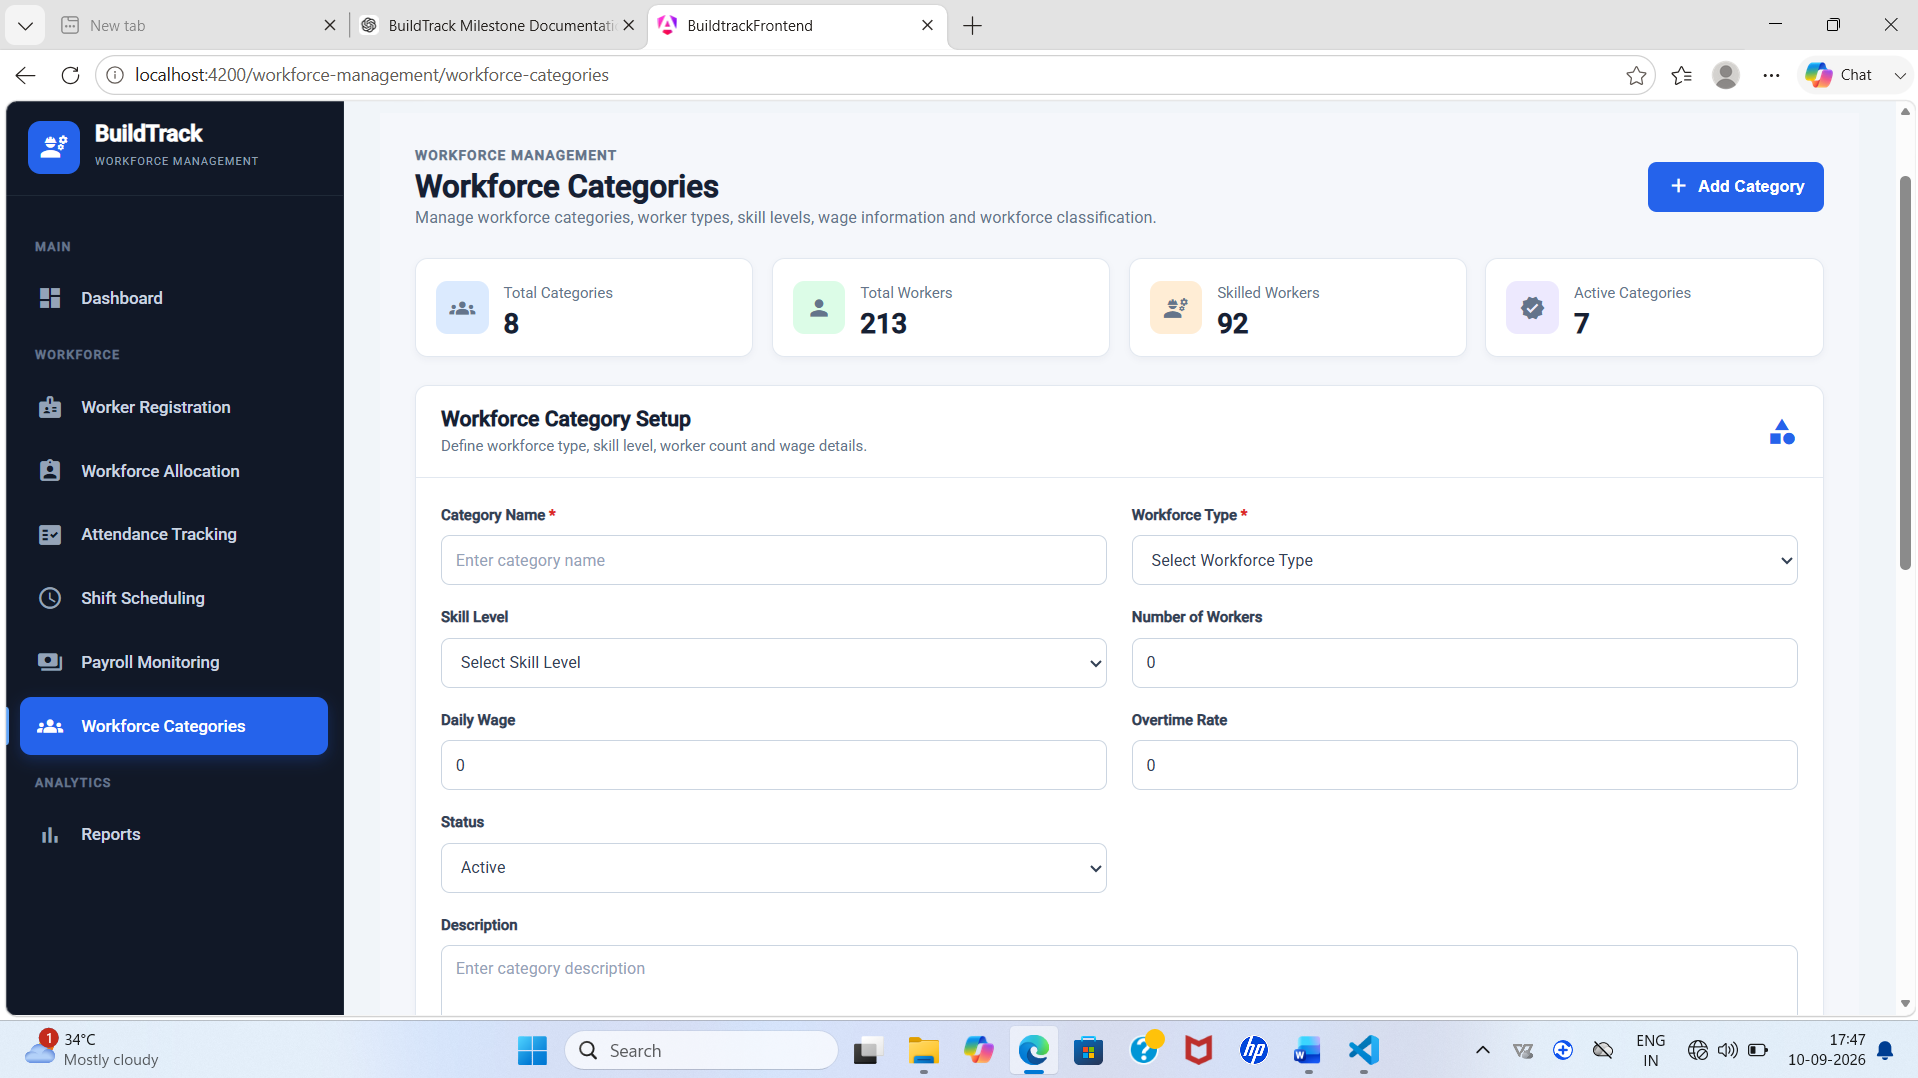 New tab
BuildTrack Milestone Documentati
BuildtrackFrontend
localhost:4200/workforce-management/workforce-categories
Chat
BuildTrack
WORKFORCE MANAGEMENT
MAIN
Dashboard
WORKFORCE
Worker Registration
Workforce Allocation
Attendance Tracking
Shift Scheduling
Payroll Monitoring
Workforce Categories
ANALYTICS
Reports
WORKFORCE MANAGEMENT
Workforce Categories
Manage workforce categories, worker types, skill levels, wage information and workforce classification.
+ Add Category
Total Categories
8
Total Workers
213
Skilled Workers
92
Active Categories
7
Workforce Category Setup
Define workforce type, skill level, worker count and wage details.
Category Name *
Enter category name
Workforce Type *
Select Workforce Type
Skill Level
Select Skill Level
Number of Workers
0
Daily Wage
0
Overtime Rate
0
Status
Active
Description
Enter category description
1
34°C
Mostly cloudy
Search
ENG
IN
17:47
10-09-2026